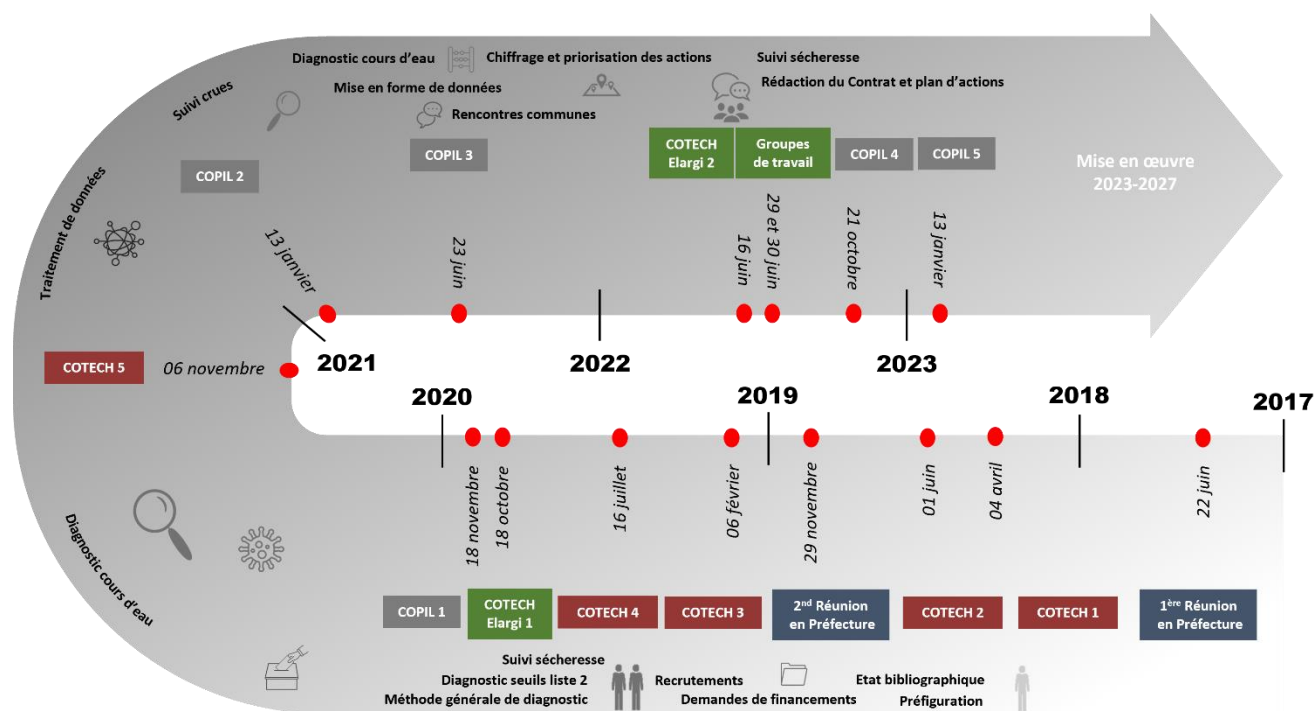 Diagnostic cours d'eau
Chiffrage et priorisation des actions
Suivi sécheresse
Mise en forme de données
Rédaction du Contrat et plan d'actions
Suivi crues
Rencontres communes
COPIL 2
COPIL 3
COTECH
Elargi 2
Groupes
de travail
COPIL 4
COPIL 5
Mise en œuvre
2023-2027
Traitement de données
13 janvier
23 juin
16 juin
29 et 30 juin
21 octobre
13 janvier
COTECH 5
06 novembre
2021
2022
2023
2020
2019
2018
2017
18 novembre
18 octobre
16 juillet
06 février
29 novembre
01 juin
04 avril
22 juin
Diagnostic cours d'eau
COPIL 1
COTECH
Elargi 1
COTECH 4
COTECH 3
2nd Réunion
en Préfecture
COTECH 2
COTECH 1
1ère Réunion
en Préfecture
Suivi sécheresse
Diagnostic seuils liste 2
Méthode générale de diagnostic
Recrutements
Demandes de financements
Etat bibliographique
Préfiguration